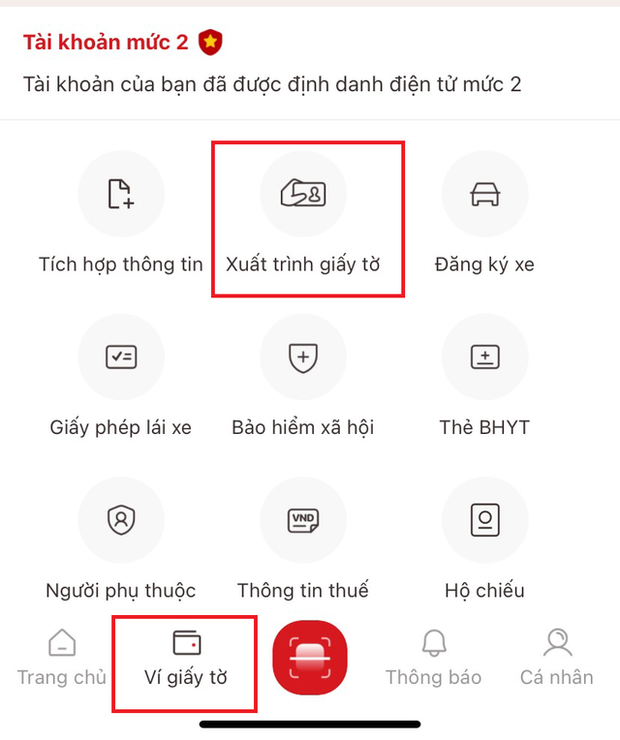 Tài khoản mức 2
Tài khoản của bạn đã được định danh điện tử mức 2
Tích hợp thông tin
Xuất trình giấy tờ
Đăng ký xe
Giấy phép lái xe
Bảo hiểm xã hội
Thẻ BHYT
VND
Người phụ thuộc
Thông tin thuế
Hộ chiếu
Trang chủ
Ví giấy tờ
Thông báo
Cá nhân